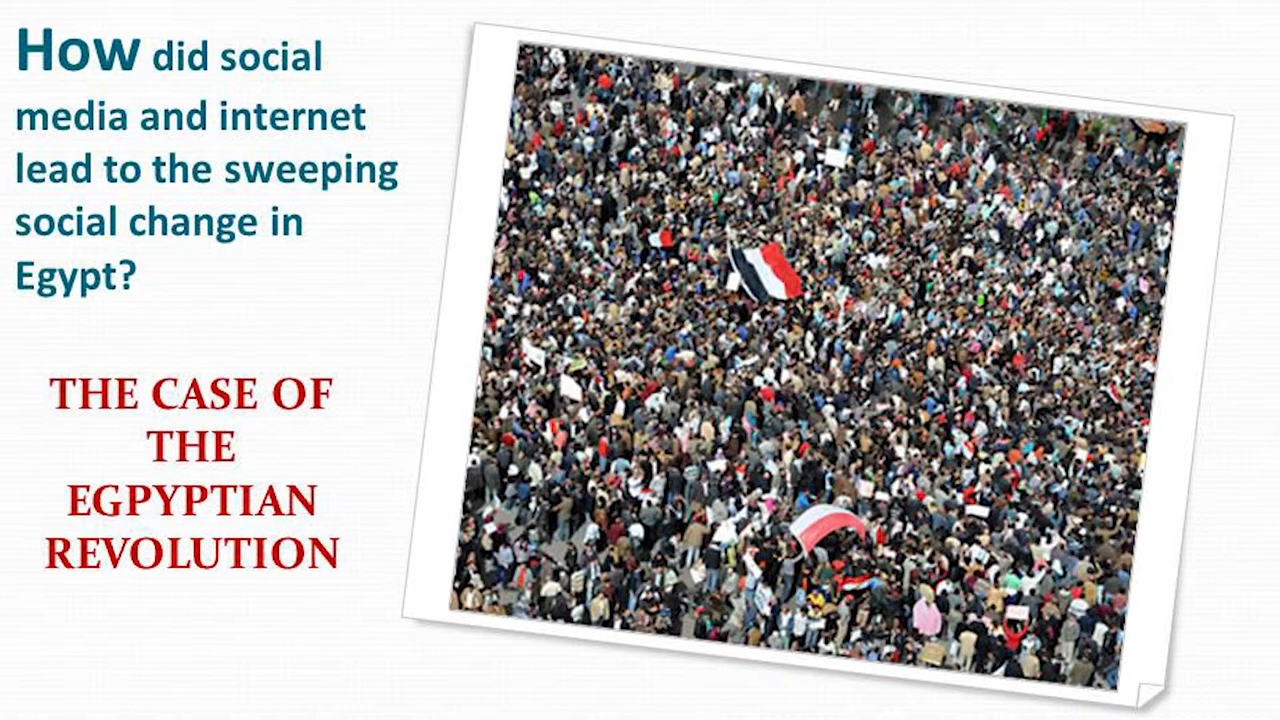 How did social
media and internet
lead to the sweeping
social change in
Egypt?
THE CASE OF
THE
EGPYPTIAN
REVOLUTION